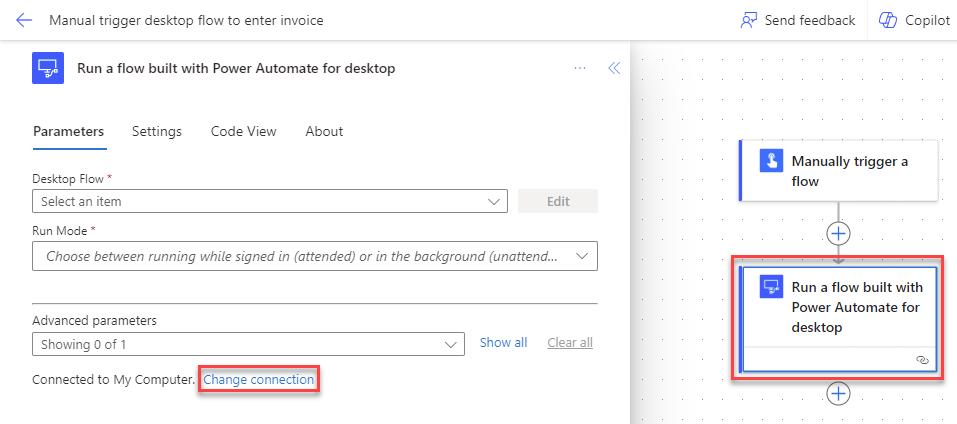 Manual trigger desktop flow to enter invoice
Send feedback
Copilot
Run a flow built with Power Automate for desktop
Parameters
Settings
Code View
About
Desktop Flow *
Select an item
Edit
Run Mode *
Choose between running while signed in (attended) or in the background (unattend...
Advanced parameters
Showing 0 of 1
Show all
Clear all
Connected to My Computer. Change connection
Manually trigger a
flow
Run a flow built with
Power Automate for
desktop